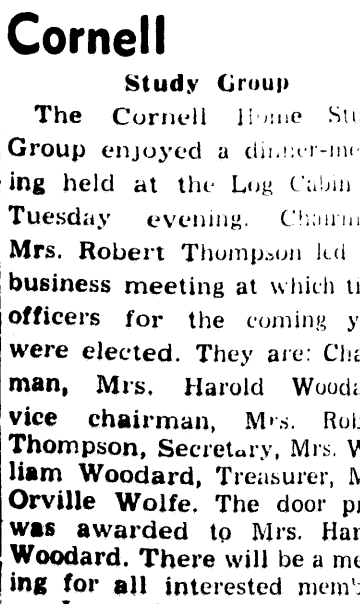 Cornell
Study Group
The Cornell Home Stu
Group enjoyed a dinner-me
ing held at the Log Cabin
Tuesday evening. Chairm
Mrs. Robert Thompson led
business meeting at which t
officers for the coming y
were elected. They are: Cha
man, Mrs. Harold Wooda
vice chairman, Mrs. Rob
Thompson, Secretary, Mrs. W
liam Woodard, Treasurer, M
Orville Wolfe. The door pr
was awarded to Mrs. Har
Woodard. There will be a me
ing for all interested mem